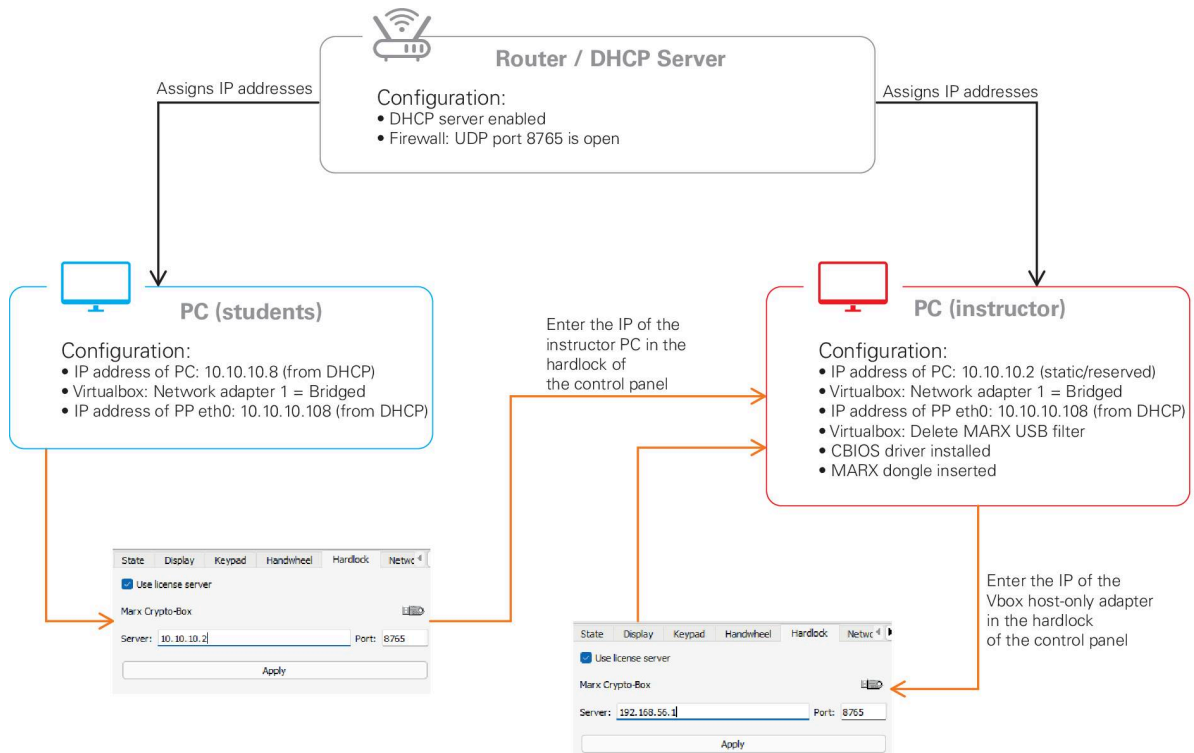 Router / DHCP Server
Assigns IP addresses
Assigns IP addresses
Configuration:
• DHCP server enabled
• Firewall: UDP port 8765 is open
PC (students)
Configuration:
• IP address of PC: 10.10.10.8 (from DHCP)
• Virtualbox: Network adapter 1 = Bridged
• IP address of PP eth0: 10.10.10.108 (from DHCP)
Enter the IP of the
instructor PC in the
hardlock of
the control panel
PC (instructor)
Configuration:
• IP address of PC: 10.10.10.2 (static/reserved)
• Virtualbox: Network adapter 1 = Bridged
• IP address of PP eth0: 10.10.10.108 (from DHCP)
• Virtualbox: Delete MARX USB filter
• CBIOS driver installed
• MARX dongle inserted
State Display Keypad Handwheel Hardlock Netwc
Use license server
Marx Crypto-Box
Server: 10.10.10.2 Port: 8765
Apply
Enter the IP of the
Vbox host-only adapter
in the hardlock
of the control panel
State Display Keypad Handwheel Hardlock Netwc
Use license server
Marx Crypto-Box
Server: 192.168.56.1 Port: 8765
Apply